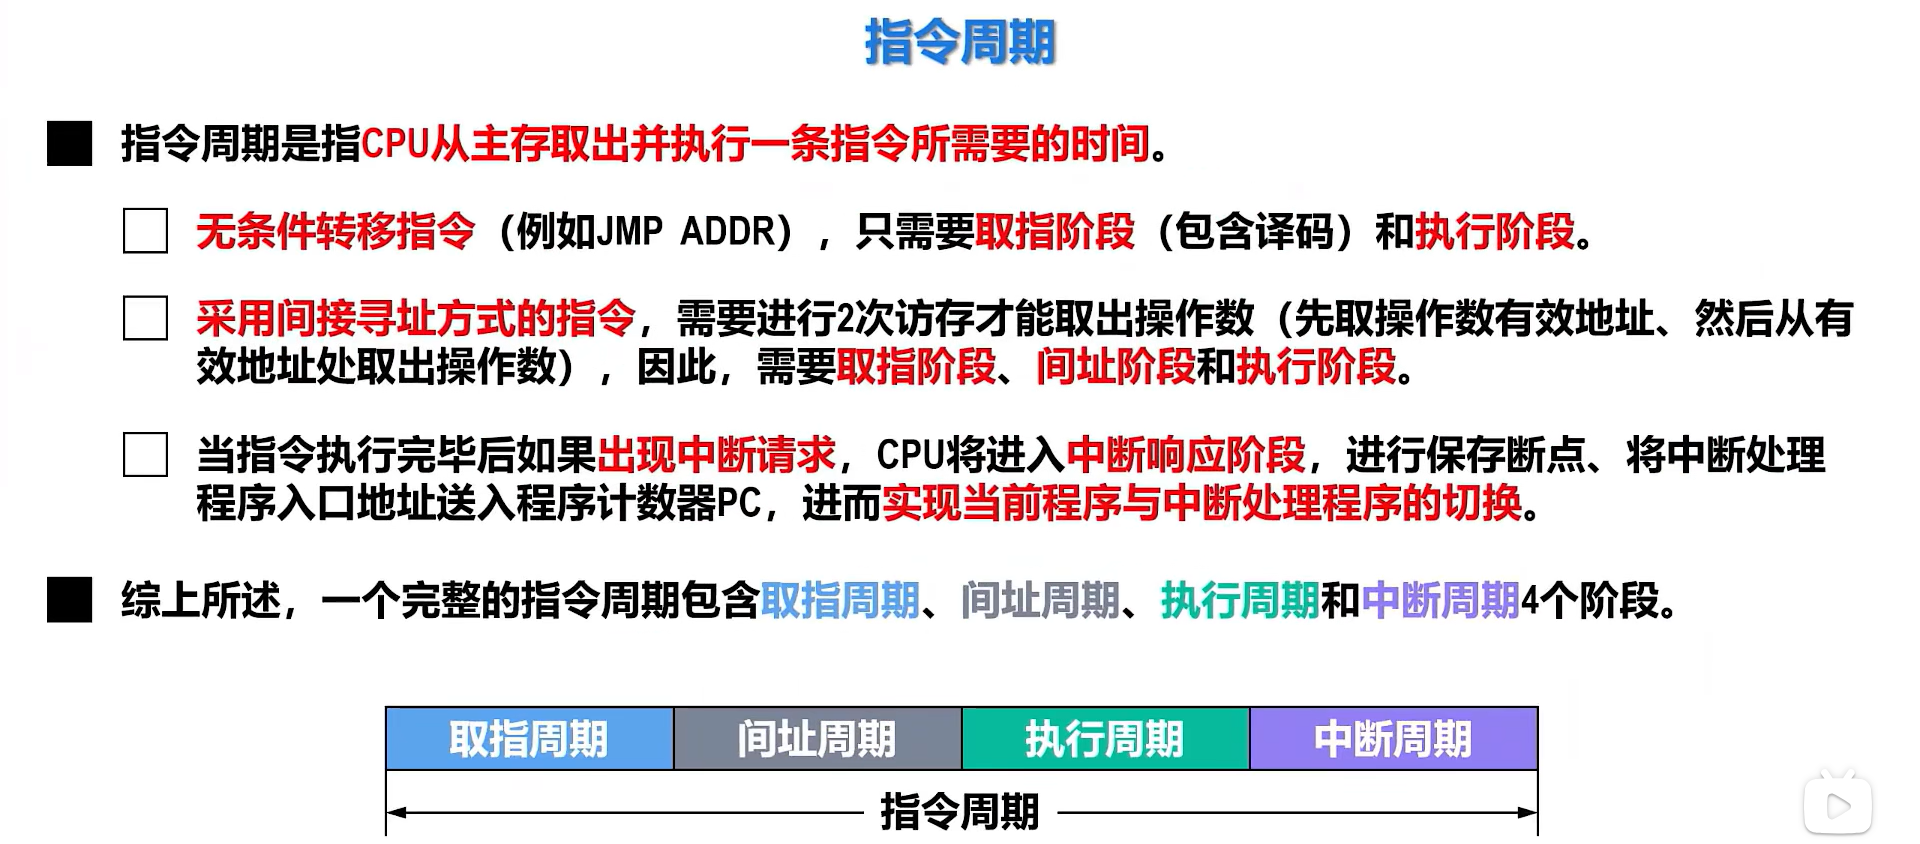 指令周期
指令周期是指CPU从主存取出并执行一条指令所需要的时间。
无条件转移指令（例如JMP ADDR），只需要取指阶段（包含译码）和执行阶段。
采用间接寻址方式的指令，需要进行2次访存才能取出操作数（先取操作数有效地址、然后从有
效地址处取出操作数），因此，需要取指阶段、间址阶段和执行阶段。
当指令执行完毕后如果出现中断请求，CPU将进入中断响应阶段，进行保存断点、将中断处理
程序入口地址送入程序计数器PC，进而实现当前程序与中断处理程序的切换。
综上所述，一个完整的指令周期包含取指周期、间址周期、执行周期和中断周期4个阶段。
取指周期 间址周期 执行周期 中断周期
指令周期